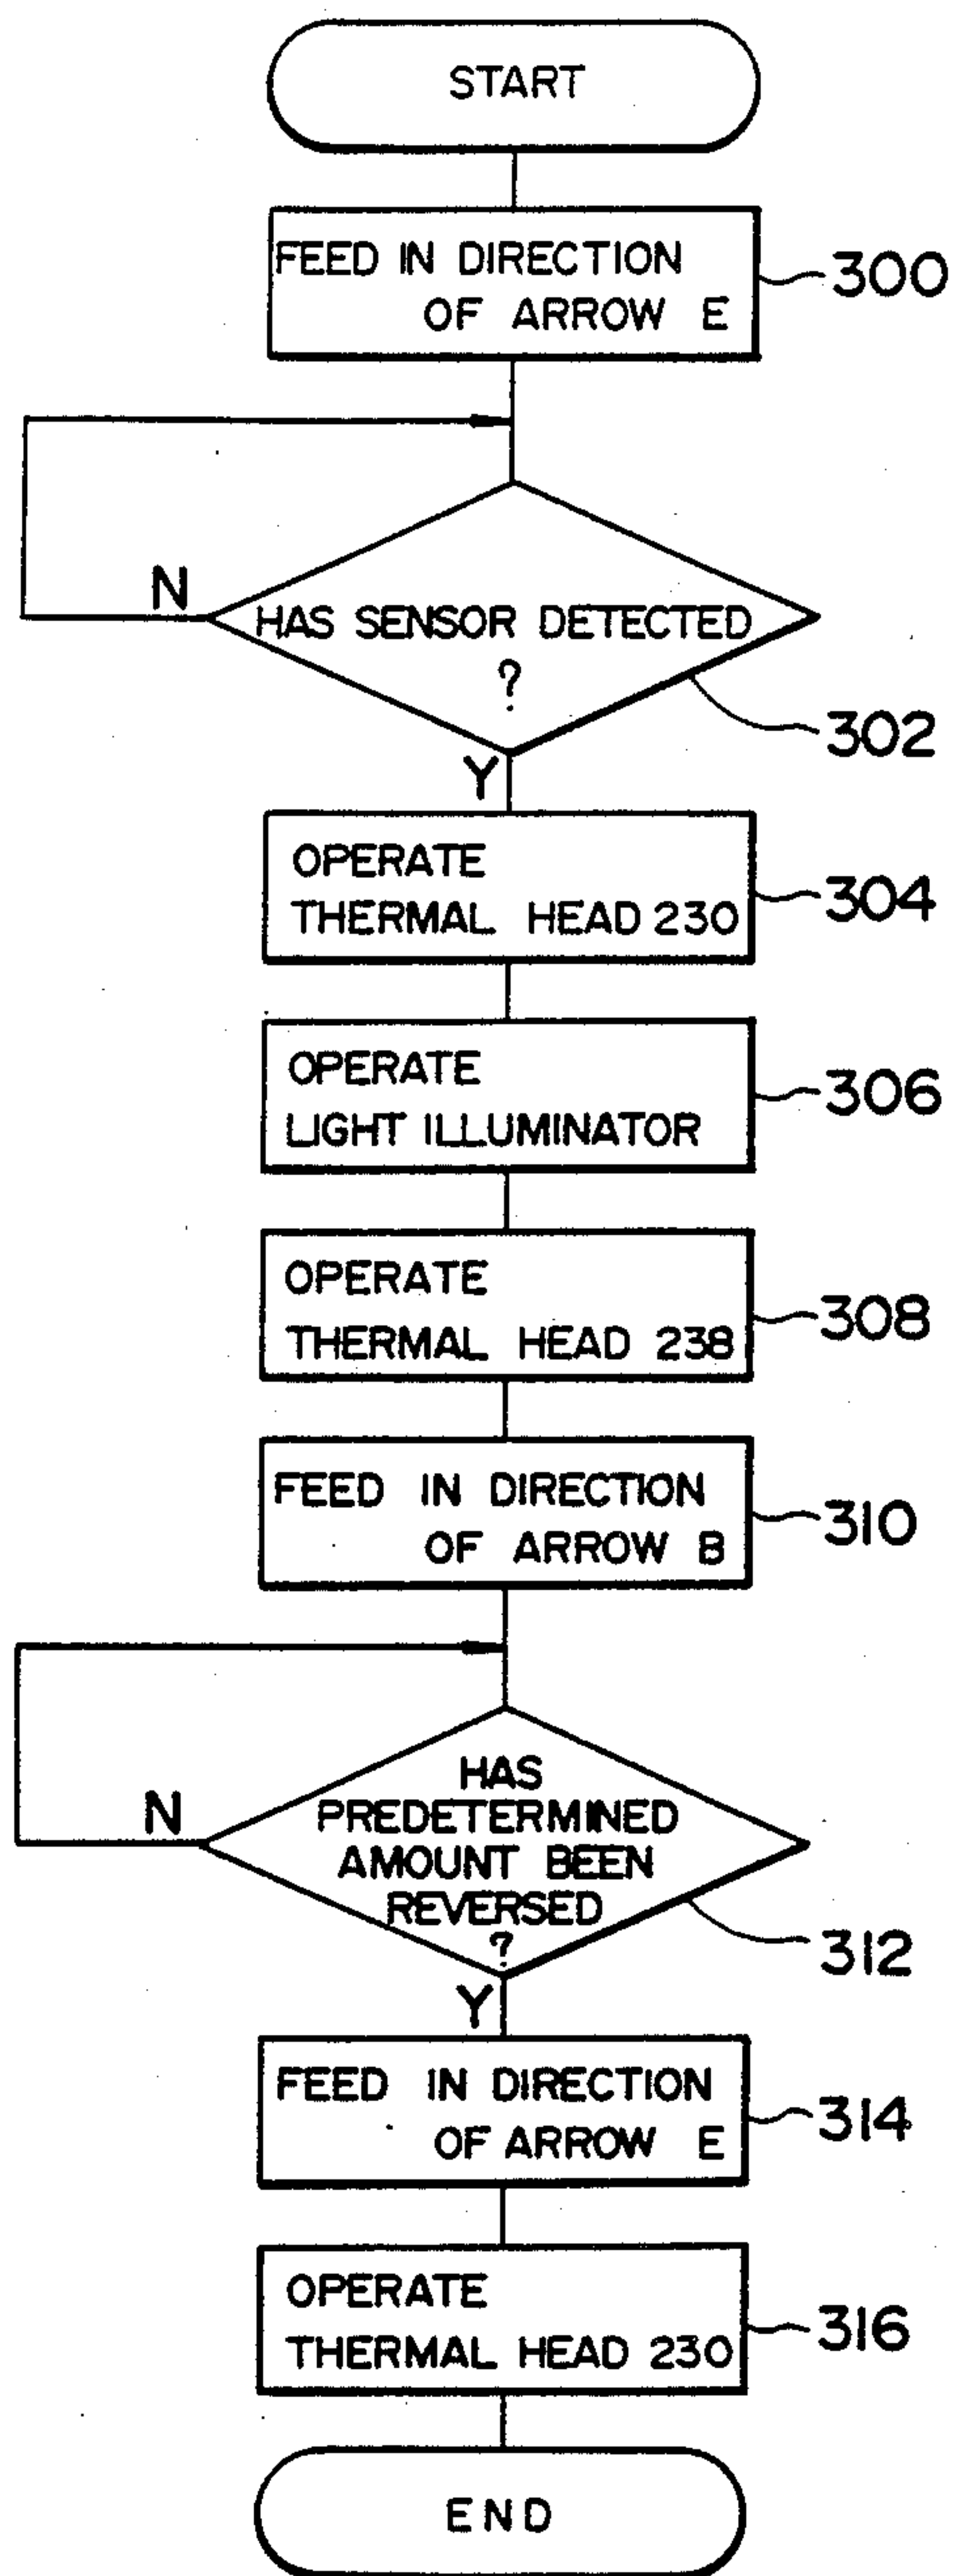 START
FEED IN DIRECTION
OF ARROW E
300
N
HAS SENSOR DETECTED
?
302
Y
OPERATE
THERMAL HEAD 230
304
OPERATE
LIGHT ILLUMINATOR
306
OPERATE
THERMAL HEAD 238
308
FEED IN DIRECTION
OF ARROW B
310
N
HAS
PREDETERMINED
AMOUNT BEEN
REVERSED
?
312
Y
FEED IN DIRECTION
OF ARROW E
314
OPERATE
THERMAL HEAD 230
316
END